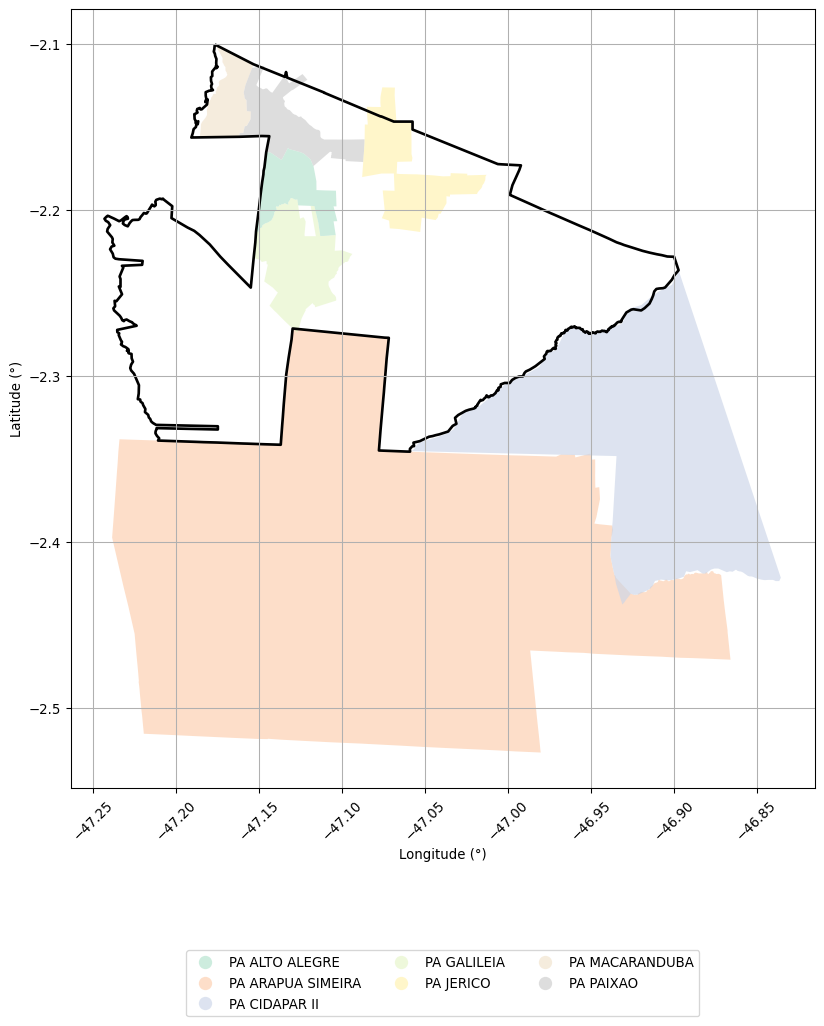 −2.1
−2.2
−2.3
−2.4
−2.5
Latitude (°)
−47.25
−47.20
−47.15
−47.10
−47.05
−47.00
−46.95
−46.90
−46.85
Longitude (°)
PA ALTO ALEGRE
PA ARAPUA SIMEIRA
PA CIDAPAR II
PA GALILEIA
PA JERICO
PA MACARANDUBA
PA PAIXAO